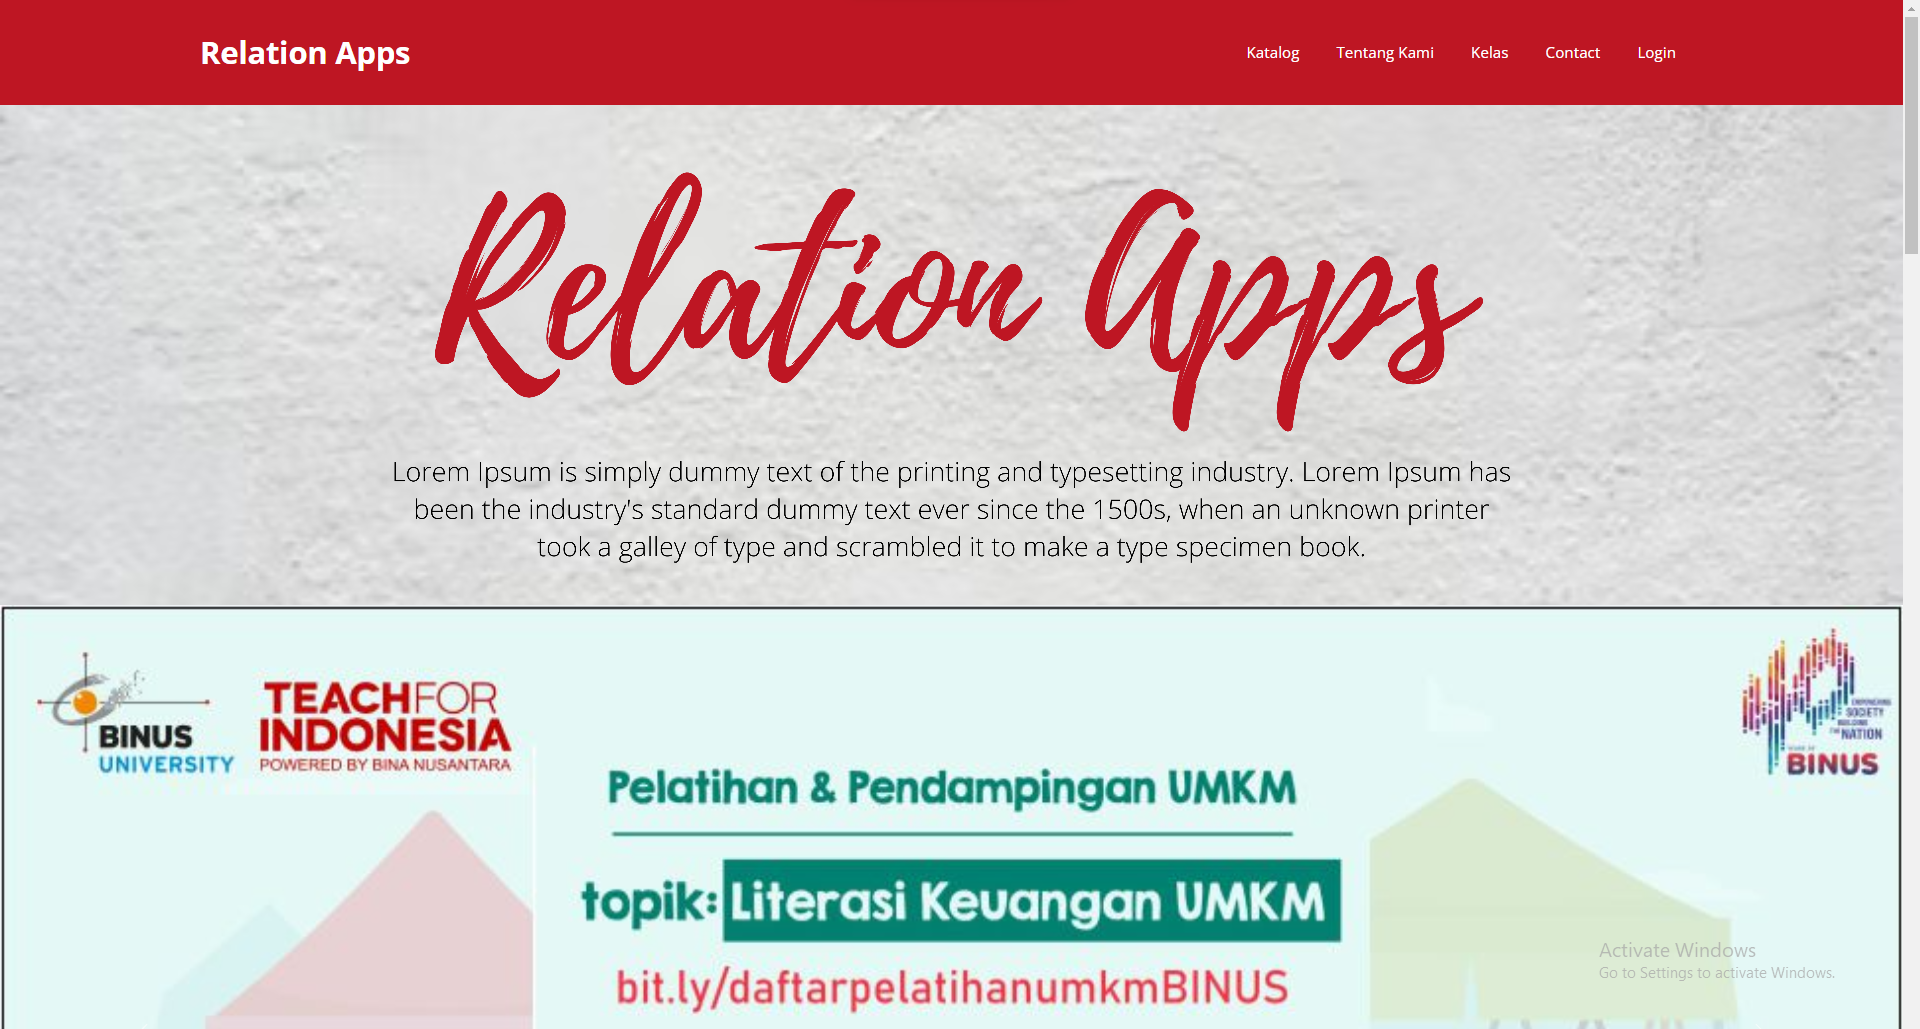 Relation Apps
Katalog Tentang Kami Kelas Contact Login
Relation Apps
Lorem Ipsum is simply dummy text of the printing and typesetting industry. Lorem Ipsum has
been the industry's standard dummy text ever since the 1500s, when an unknown printer
took a galley of type and scrambled it to make a type specimen book.
BINUS
UNIVERSITY
TEACHFOR
INDONESIA
POWERED BY BINA NUSANTARA
EMPOWERING
SOCIETY
BUILDING
THE NATION
BINUS
Pelatihan & Pendampingan UMKM
topik: Literasi Keuangan UMKM
bit.ly/daftarpelatihanumkmBINUS
Activate Windows
Go to Settings to activate Windows.